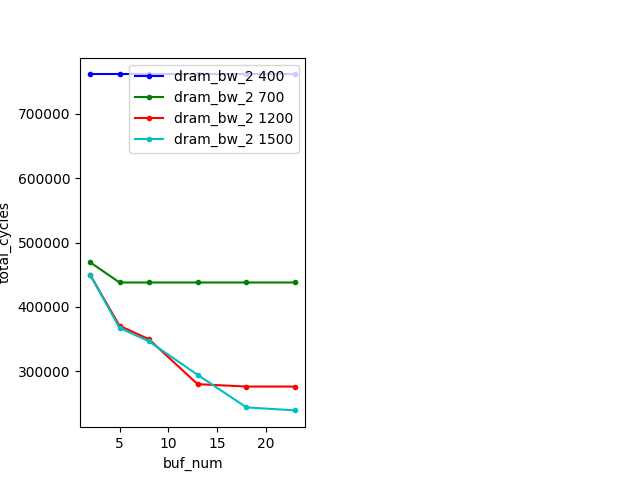 dram_bw_2 400
dram_bw_2 700
dram_bw_2 1200
dram_bw_2 1500
700000
600000
500000
400000
300000
total_cycles
5
10
15
20
buf_num